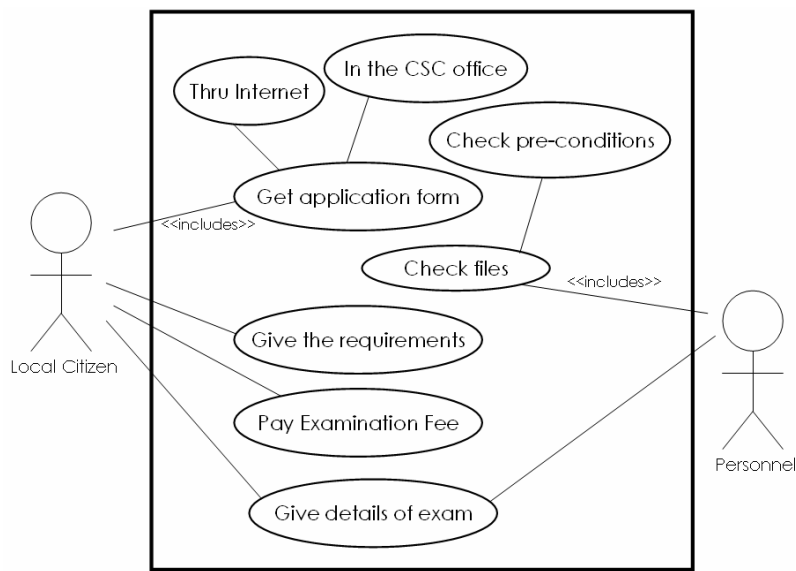 In the CSC office
Thru Internet
Check pre-conditions
Get application form
<<includes>>
Check files
<<includes>>
Give the requirements
Local Citizen
Pay Examination Fee
Personnel
Give details of exam